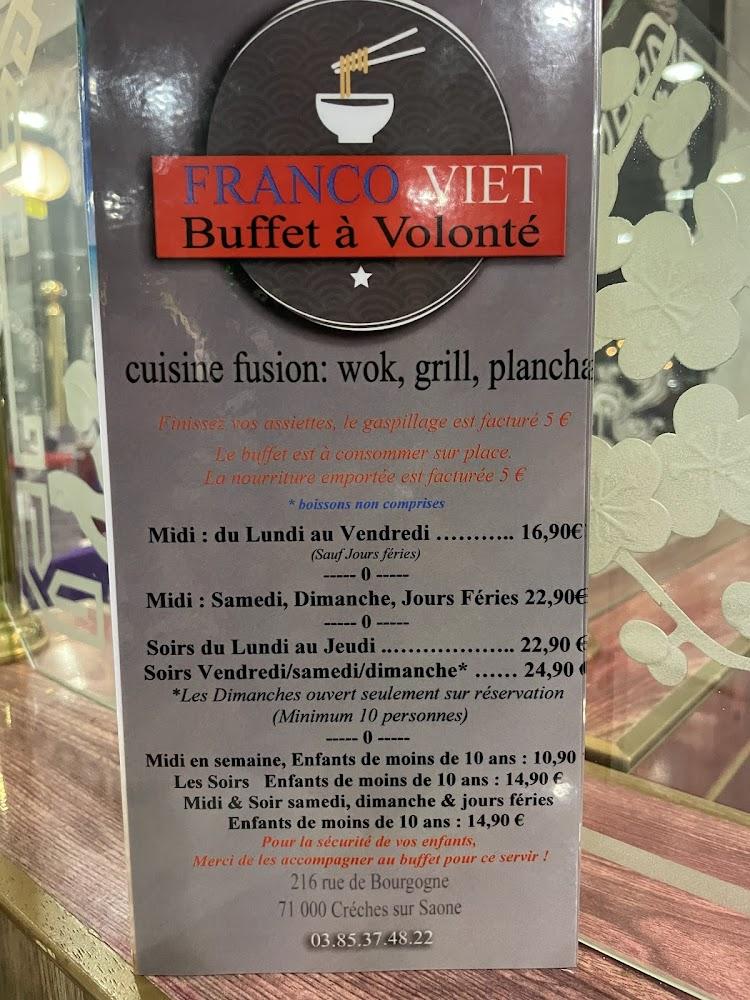 FRANCO VIET
Buffet à Volonté
cuisine fusion: wok, grill, plancha
Finissez vos assiettes, le gaspillage est facturé 5 €
Le buffet est à consommer sur place.
La nourriture emportée est facturée 5 €
* boissons non comprises
Midi : du Lundi au Vendredi ……….. 16,90€
(Sauf Jours féries)
----- 0 -----
Midi : Samedi, Dimanche, Jours Féries 22,90€
----- 0 -----
Soirs du Lundi au Jeudi ..…………….. 22,90 €
Soirs Vendredi/samedi/dimanche* …… 24,90 €
*Les Dimanches ouvert seulement sur réservation
(Minimum 10 personnes)
----- 0 -----
Midi en semaine, Enfants de moins de 10 ans : 10,90
Les Soirs Enfants de moins de 10 ans : 14,90 €
Midi & Soir samedi, dimanche & jours féries
Enfants de moins de 10 ans : 14,90 €
Pour la sécurité de vos enfants,
Merci de les accompagner au buffet pour ce servir !
216 rue de Bourgogne
71 000 Créches sur Saone
03.85.37.48.22